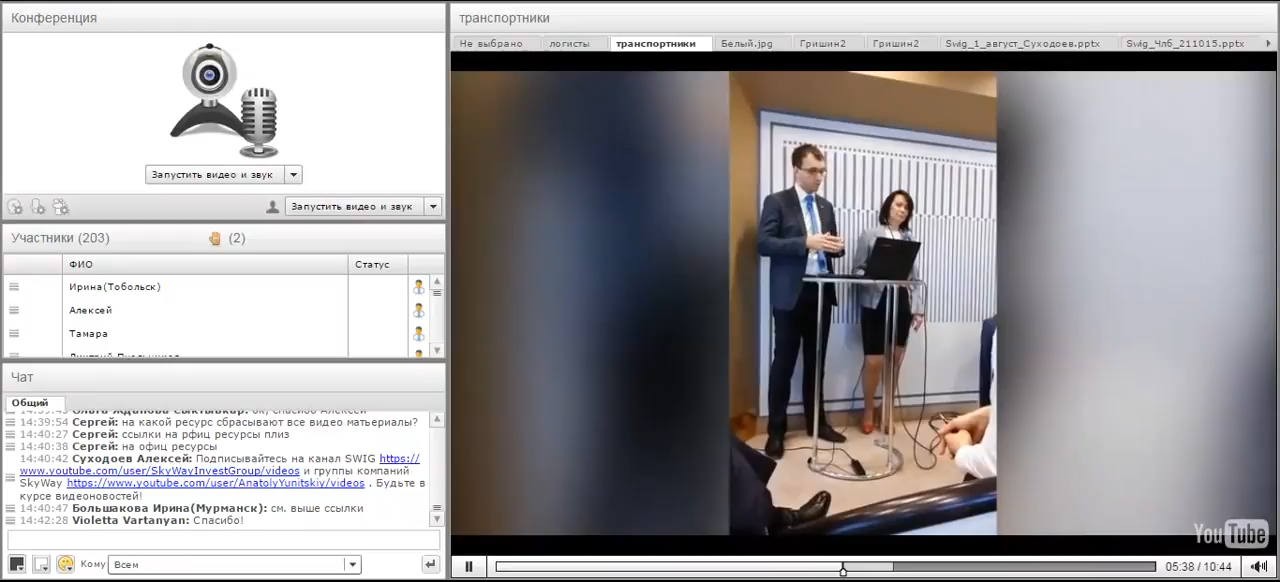 Конференция
Запустить видео и звук
Запустить видео и звук
Участники (203) (2)
ФИО Статус
Ирина(Тобольск)
Алексей
Тамара
Чат
Общий
14:39:54 Сергей: на какой ресурс сбрасывают все видео матьериалы?
14:40:27 Сергей: ссылки на рфиц ресурсы плиз
14:40:38 Сергей: на офиц ресурсы
14:40:42 Суходоев Алексей: Подписывайтесь на канал SWIG https://
www.youtube.com/user/SkyWayInvestGroup/videos и группы компаний
SkyWay https://www.youtube.com/user/AnatolyYunitskiy/videos . Будьте в
курсе видеоновостей!
14:40:47 Большакова Ирина(Мурманск): см. выше ссылки
14:42:28 Violetta Vartanyan: Спасибо!
Кому Всем
транспортники
Не выбрано логисты транспортники Белый.jpg Гришин2 Гришин2 Swig_1_август_Суходоев.pptx Swig_Члб_211015.pptx
YouTube
05:38 / 10:44